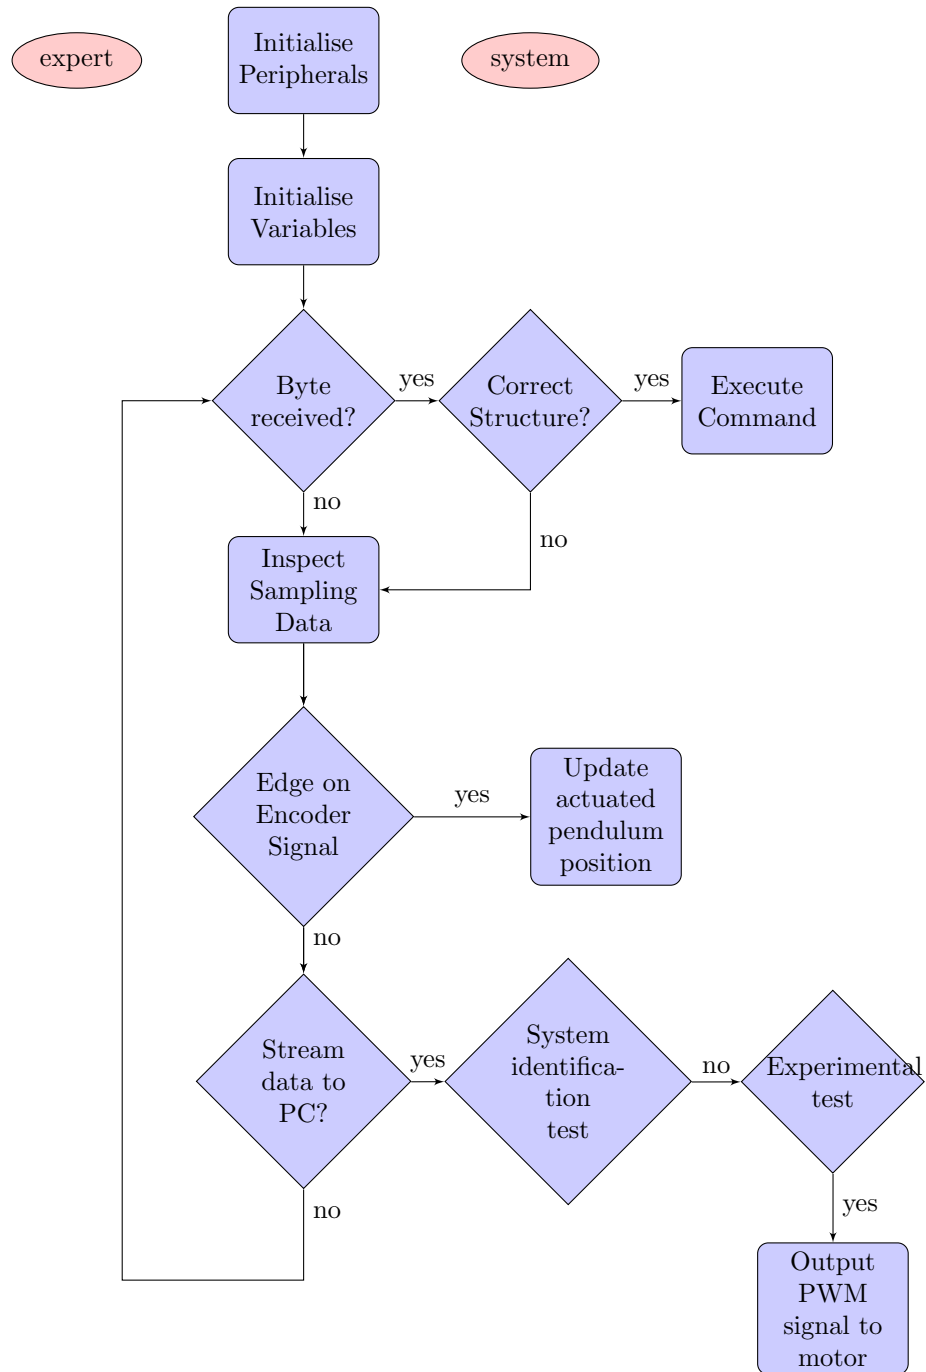 expert
Initialise
Peripherals
system
Initialise
Variables
Byte
received?
yes
Correct
Structure?
yes
Execute
Command
no
no
Inspect
Sampling
Data
Edge on
Encoder
Signal
yes
Update
actuated
pendulum
position
no
Stream
data to
PC?
yes
System
identifica-
tion
test
no
Experimental
test
no
yes
Output
PWM
signal to
motor